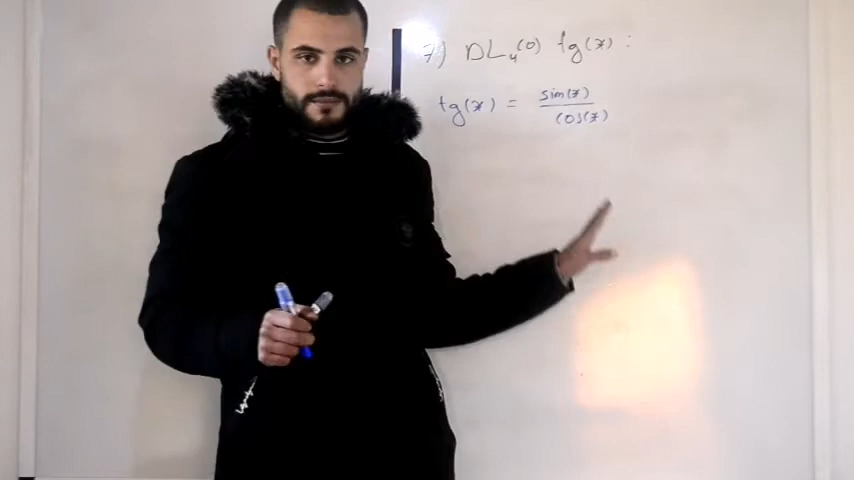 7) DL₄(0) tg(x) :
tg(x) = sin(x) / cos(x)